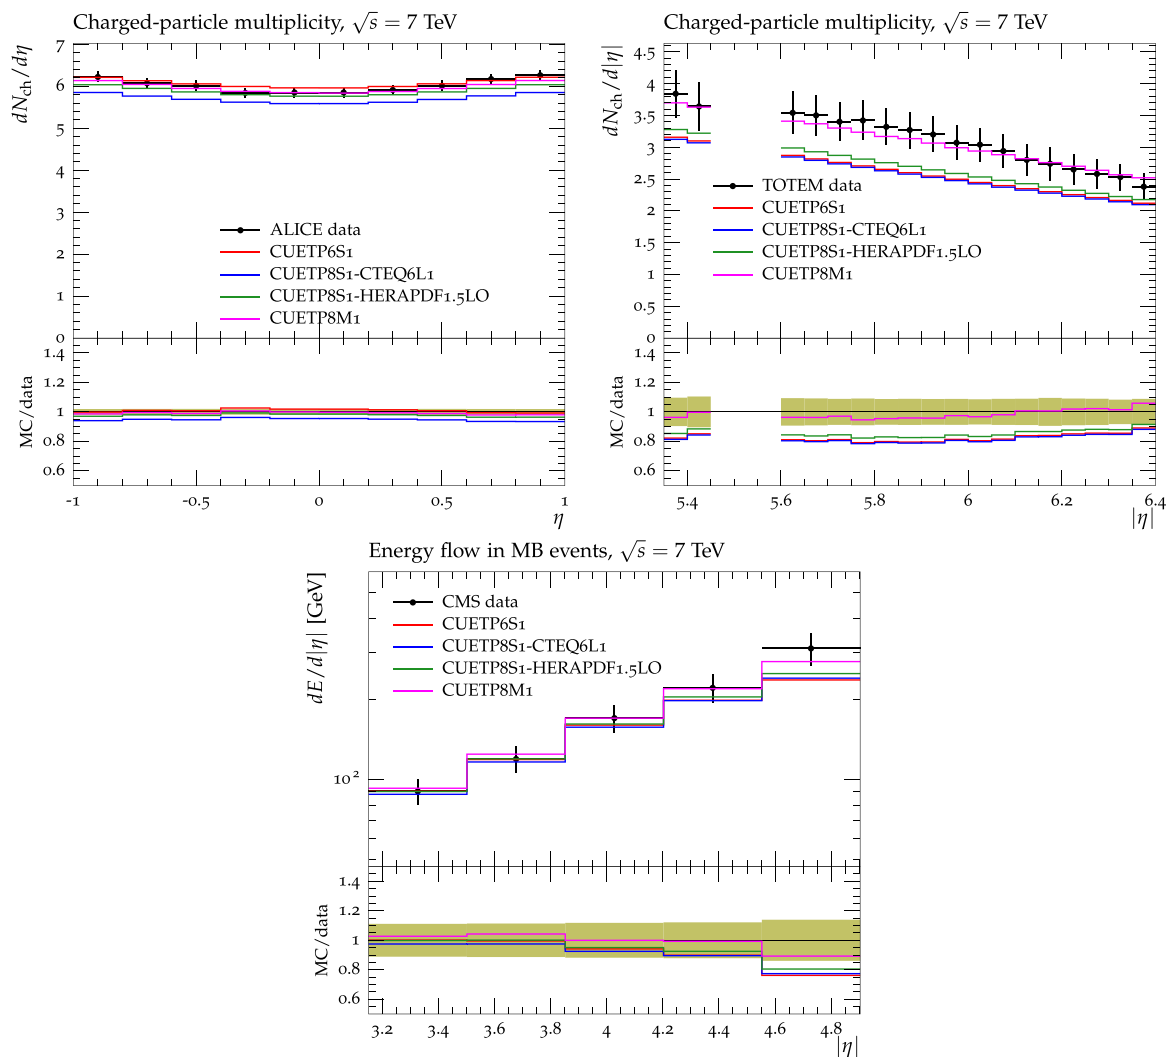 Charged-particle multiplicity, √s = 7 TeV
dNch/dη
7
6
5
4
3
2
1
0
ALICE data
CUETP6S1
CUETP8S1-CTEQ6L1
CUETP8S1-HERAPDF1.5LO
CUETP8M1
MC/data
1.4
1.2
1
0.8
0.6
-1
-0.5
0
0.5
1
η
Charged-particle multiplicity, √s = 7 TeV
dNch/d|η|
4.5
4
3.5
3
2.5
2
1.5
1
0.5
0
TOTEM data
CUETP6S1
CUETP8S1-CTEQ6L1
CUETP8S1-HERAPDF1.5LO
CUETP8M1
MC/data
1.4
1.2
1
0.8
0.6
5.4
5.6
5.8
6
6.2
6.4
|η|
Energy flow in MB events, √s = 7 TeV
dE/d|η| [GeV]
10²
CMS data
CUETP6S1
CUETP8S1-CTEQ6L1
CUETP8S1-HERAPDF1.5LO
CUETP8M1
MC/data
1.4
1.2
1
0.8
0.6
3.2
3.4
3.6
3.8
4
4.2
4.4
4.6
4.8
|η|